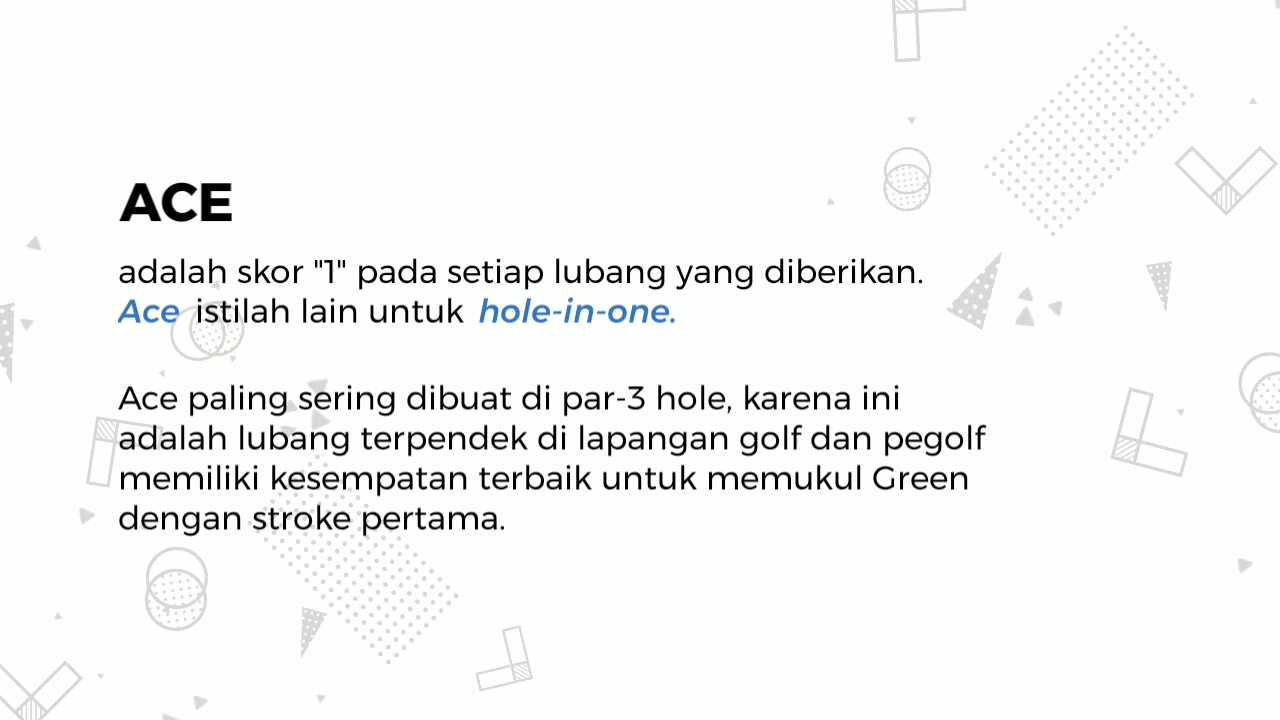 ACE
adalah skor "1" pada setiap lubang yang diberikan.
Ace istilah lain untuk hole-in-one.
Ace paling sering dibuat di par-3 hole, karena ini
adalah lubang terpendek di lapangan golf dan pegolf
memiliki kesempatan terbaik untuk memukul Green
dengan stroke pertama.